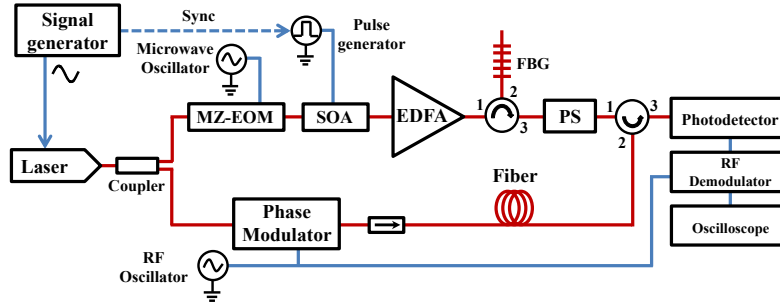 Signal
generator
Sync
Pulse
generator
Microwave
Oscillator
FBG
MZ-EOM
SOA
EDFA
1
2
3
PS
1
2
3
Photodetector
Laser
Coupler
RF
Demodulator
Fiber
Phase
Modulator
Oscilloscope
RF
Oscillator